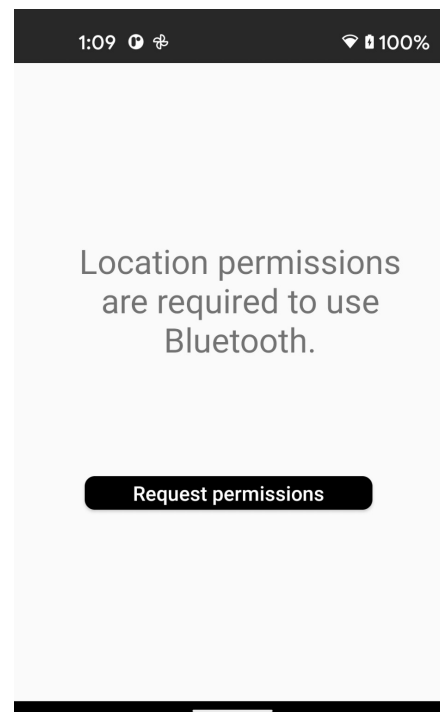 1:09 100%
Location permissions
are required to use
Bluetooth.
Request permissions